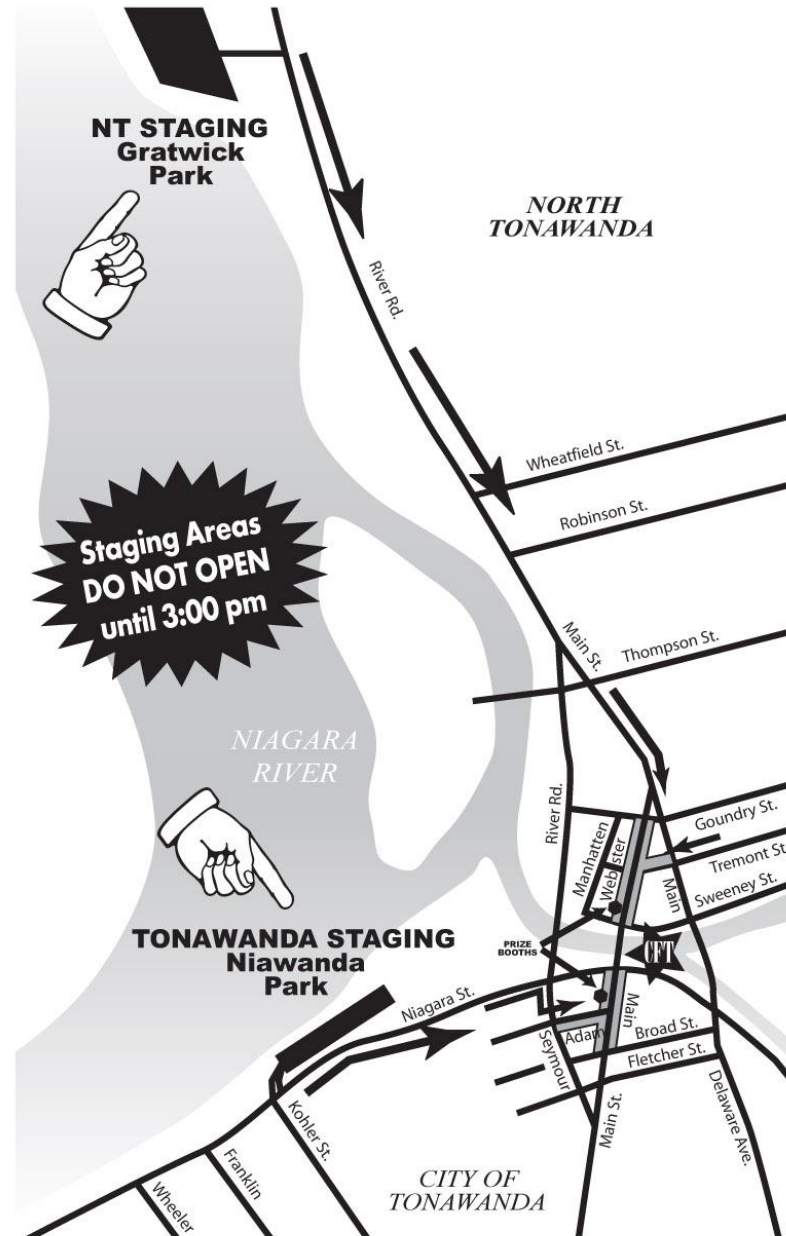 NT STAGING
Gratwick
Park
NORTH
TONAWANDA
River Rd.
Wheatfield St.
Robinson St.
Staging Areas
DO NOT OPEN
until 3:00 pm
Main St.
Thompson St.
NIAGARA
RIVER
River Rd.
Manhatten
Webster
Goundry St.
Tremont St.
Main
Sweeney St.
TONAWANDA STAGING
Niawanda
Park
PRIZE
BOOTHS
Niagara St.
Main
Adam
Broad St.
Seymour
Fletcher St.
Kohler St.
Main St.
Delaware Ave.
Franklin
Wheeler
CITY OF
TONAWANDA